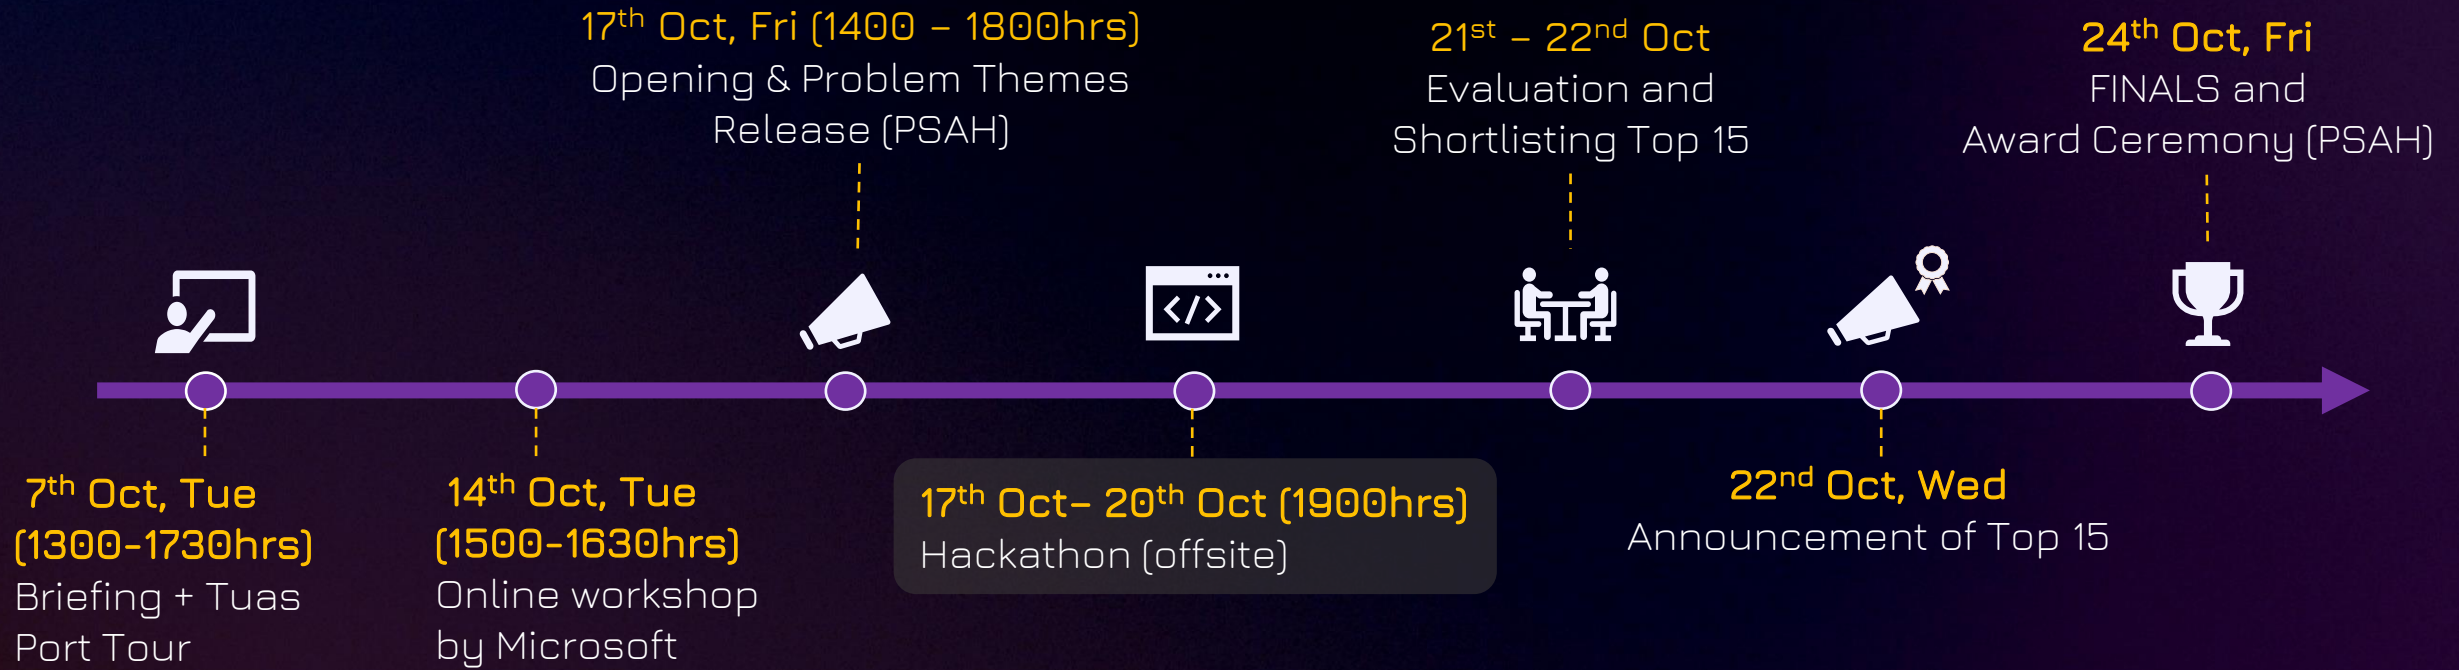 17th Oct, Fri (1400 – 1800hrs)
Opening & Problem Themes
Release (PSAH)
21st – 22nd Oct
Evaluation and
Shortlisting Top 15
24th Oct, Fri
FINALS and
Award Ceremony (PSAH)
</>
7th Oct, Tue
(1300-1730hrs)
Briefing + Tuas
Port Tour
14th Oct, Tue
(1500-1630hrs)
Online workshop
by Microsoft
17th Oct– 20th Oct (1900hrs)
Hackathon (offsite)
22nd Oct, Wed
Announcement of Top 15